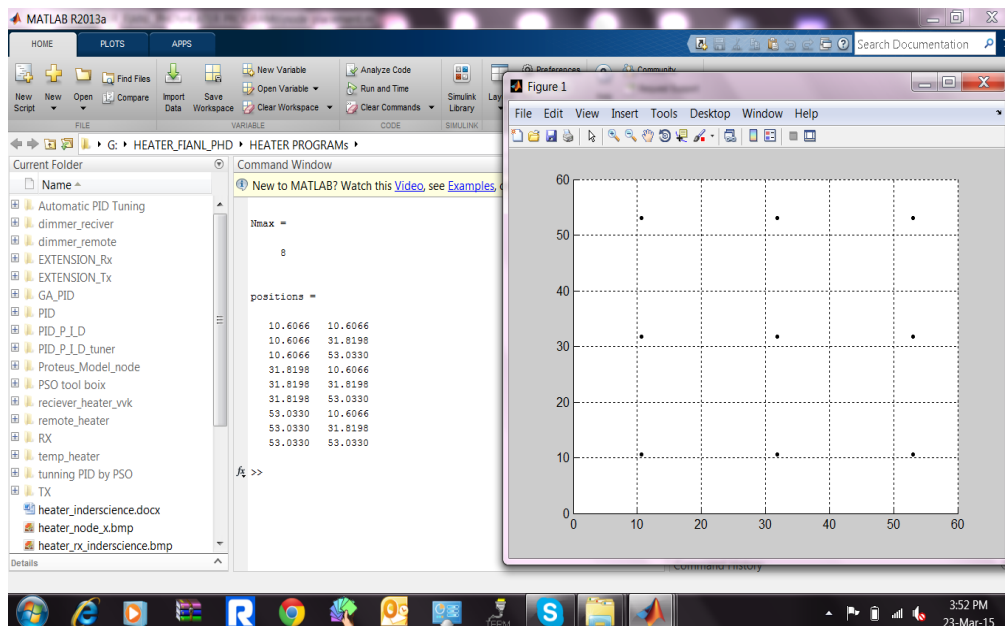 MATLAB R2013a
HOME PLOTS APPS
Search Documentation
New Script
New
Open
Find Files
Compare
Import Data
Save Workspace
New Variable
Open Variable
Clear Workspace
Analyze Code
Run and Time
Clear Commands
Simulink Library
Lay
Preferences
Community
FILE VARIABLE CODE SIMULINK
G: HEATER_FIANL_PHD HEATER PROGRAMs
Current Folder
Name
Automatic PID Tuning
dimmer_reciver
dimmer_remote
EXTENSION_Rx
EXTENSION_Tx
GA_PID
PID
PID_P_I_D
PID_P_I_D_tuner
Proteus_Model_node
PSO tool boix
reciever_heater_vvk
remote_heater
RX
temp_heater
tunning PID by PSO
TX
heater_inderscience.docx
heater_node_x.bmp
heater_rx_inderscience.bmp
Details
Command Window
New to MATLAB? Watch this Video, see Examples,
Nmax =
8
positions =
10.6066 10.6066
10.6066 31.8198
10.6066 53.0330
31.8198 10.6066
31.8198 31.8198
31.8198 53.0330
53.0330 10.6066
53.0330 31.8198
53.0330 53.0330
fx >>
Figure 1
File Edit View Insert Tools Desktop Window Help
60
50
40
30
20
10
0
0 10 20 30 40 50 60
Command History
TERM
3:52 PM
23-Mar-15